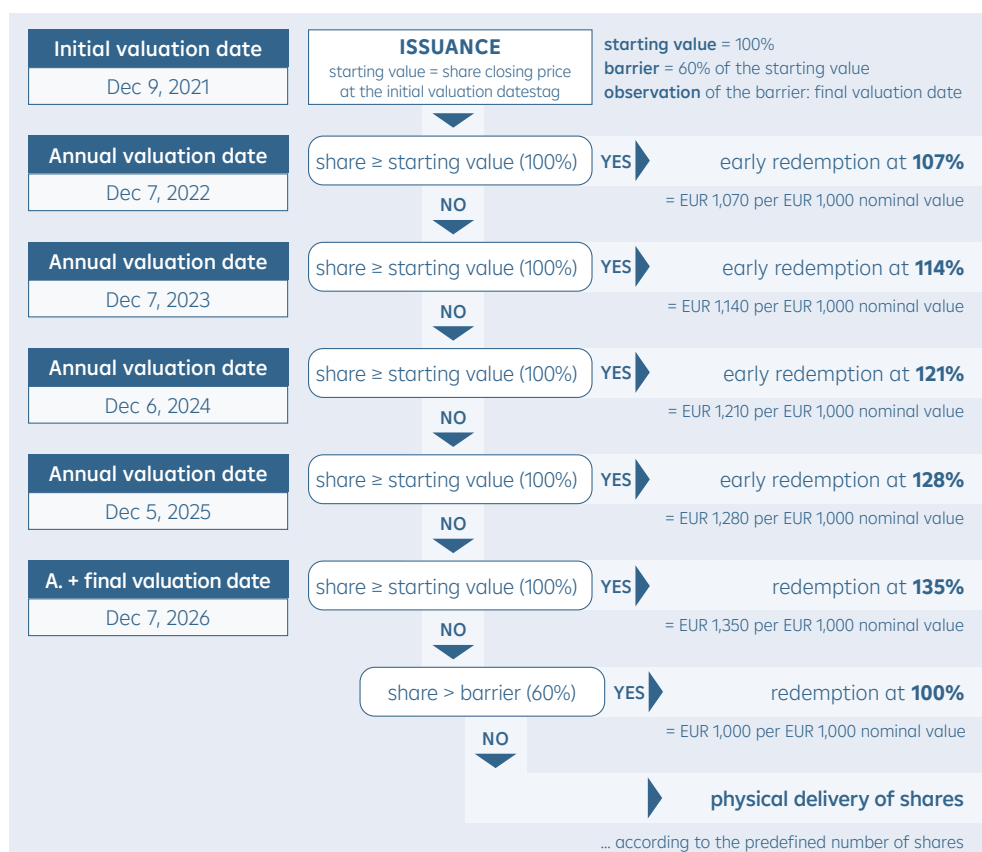 Initial valuation date
Dec 9, 2021
ISSUANCE
starting value = share closing price
at the initial valuation datestag
starting value = 100%
barrier = 60% of the starting value
observation of the barrier: final valuation date
Annual valuation date
Dec 7, 2022
share ≥ starting value (100%)
YES
early redemption at 107%
= EUR 1,070 per EUR 1,000 nominal value
NO
Annual valuation date
Dec 7, 2023
share ≥ starting value (100%)
YES
early redemption at 114%
= EUR 1,140 per EUR 1,000 nominal value
NO
Annual valuation date
Dec 6, 2024
share ≥ starting value (100%)
YES
early redemption at 121%
= EUR 1,210 per EUR 1,000 nominal value
NO
Annual valuation date
Dec 5, 2025
share ≥ starting value (100%)
YES
early redemption at 128%
= EUR 1,280 per EUR 1,000 nominal value
NO
A. + final valuation date
Dec 7, 2026
share ≥ starting value (100%)
YES
redemption at 135%
= EUR 1,350 per EUR 1,000 nominal value
NO
share > barrier (60%)
YES
redemption at 100%
= EUR 1,000 per EUR 1,000 nominal value
NO
physical delivery of shares
... according to the predefined number of shares